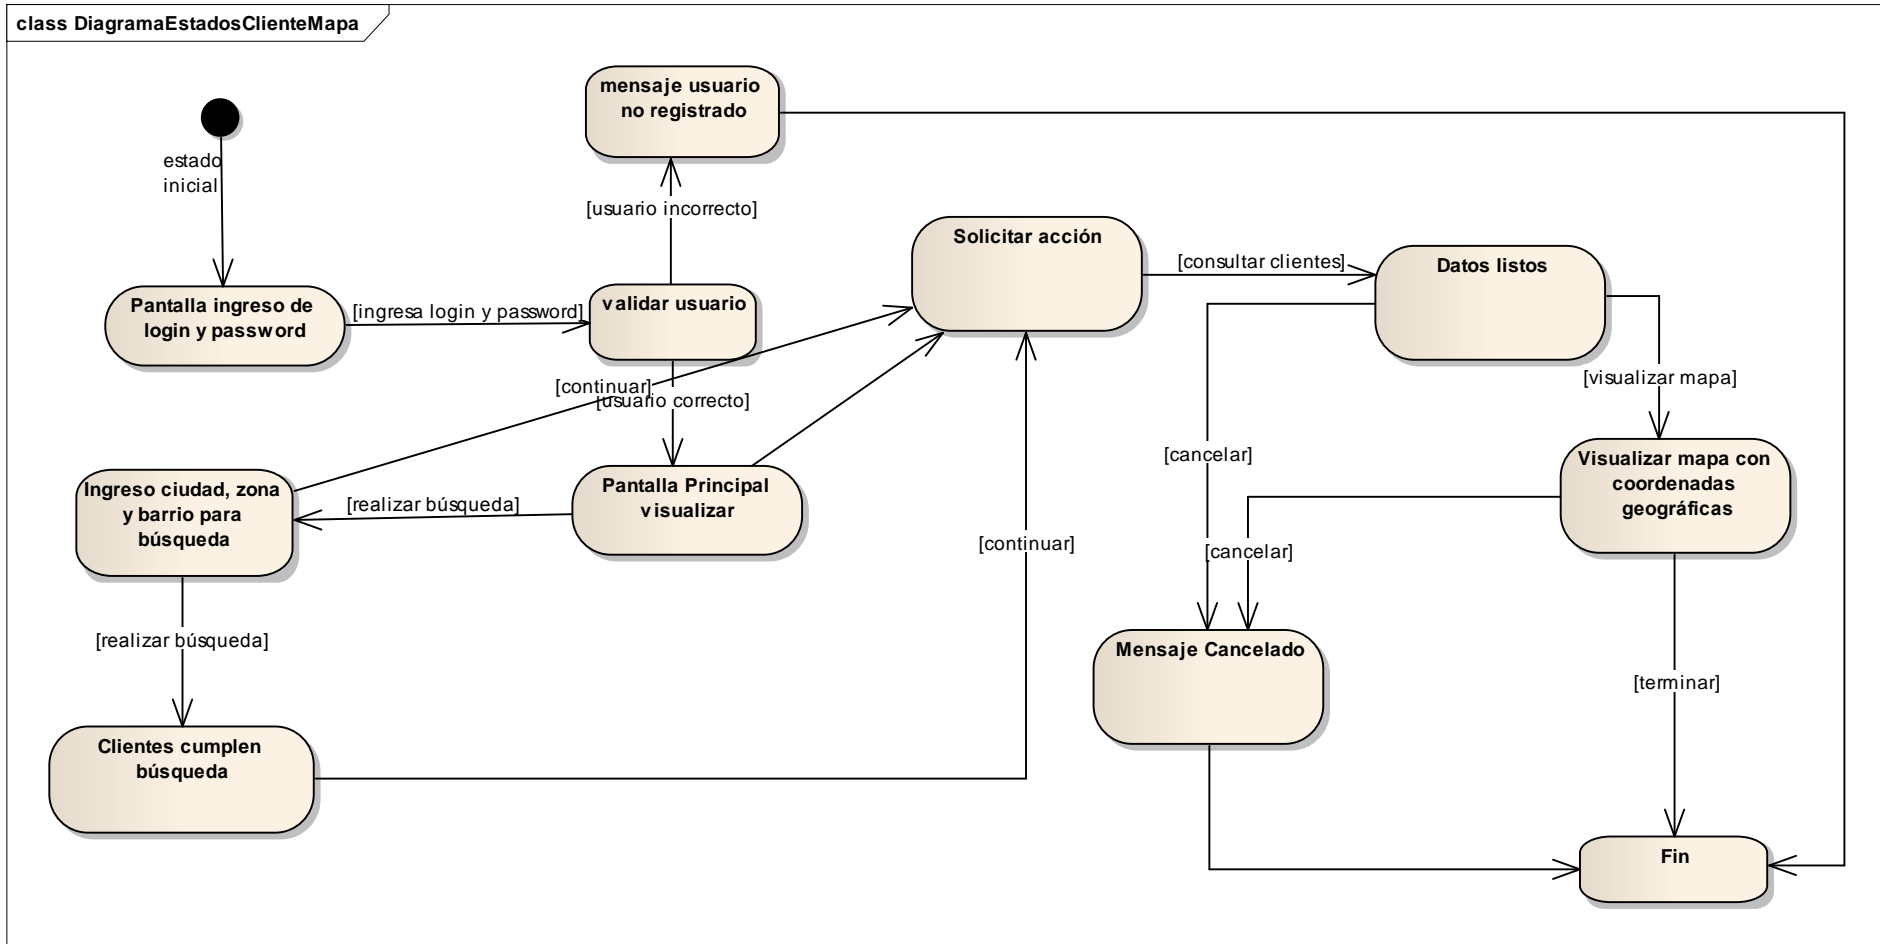 class DiagramaEstadosClienteMapa
mensaje usuario
no registrado
estado
inicial
[usuario incorrecto]
Solicitar acción
[consultar clientes]
Datos listos
Pantalla ingreso de
login y password
[ingresa login y password]
validar usuario
[continuar]
[usuario correcto]
[visualizar mapa]
[cancelar]
Ingreso ciudad, zona
y barrio para
búsqueda
[realizar búsqueda]
Pantalla Principal
visualizar
Visualizar mapa con
coordenadas
geográficas
[continuar]
[cancelar]
[realizar búsqueda]
Mensaje Cancelado
[terminar]
Clientes cumplen
búsqueda
Fin